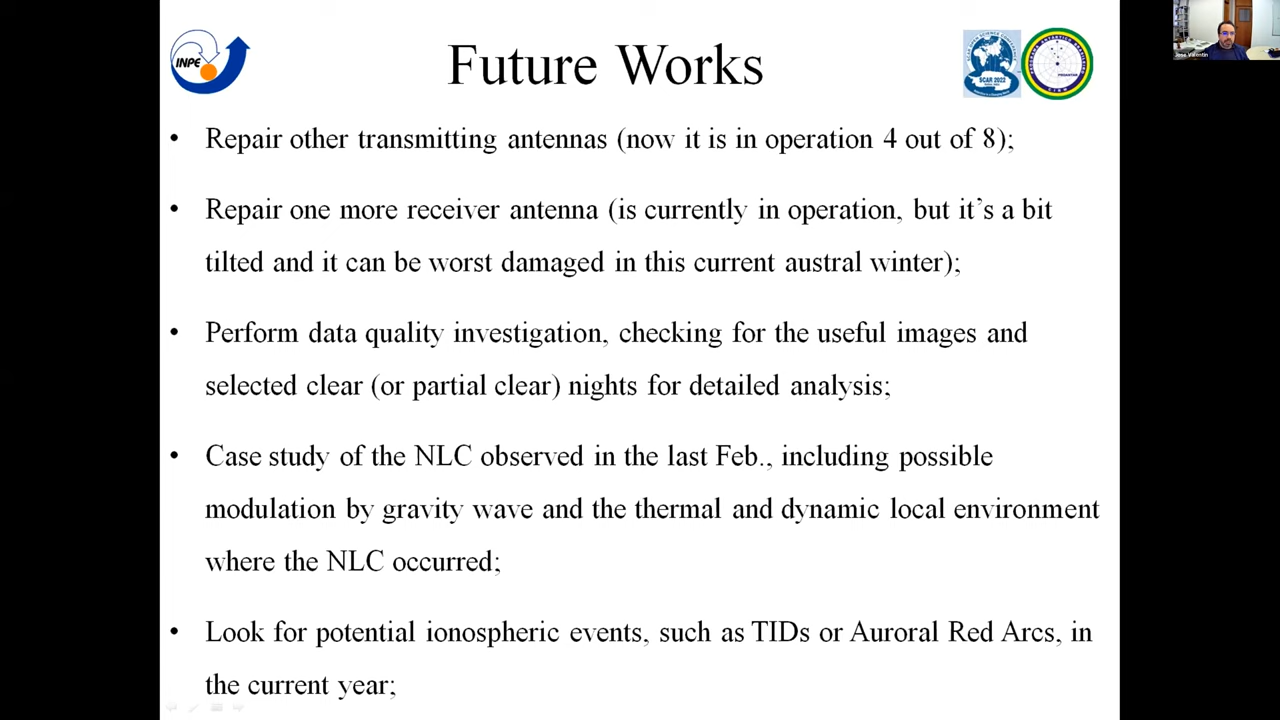 INPE
Future Works
SCAR 2022
Jose Valentin
• Repair other transmitting antennas (now it is in operation 4 out of 8);
• Repair one more receiver antenna (is currently in operation, but it’s a bit
tilted and it can be worst damaged in this current austral winter);
• Perform data quality investigation, checking for the useful images and
selected clear (or partial clear) nights for detailed analysis;
• Case study of the NLC observed in the last Feb., including possible
modulation by gravity wave and the thermal and dynamic local environment
where the NLC occurred;
• Look for potential ionospheric events, such as TIDs or Auroral Red Arcs, in
the current year;